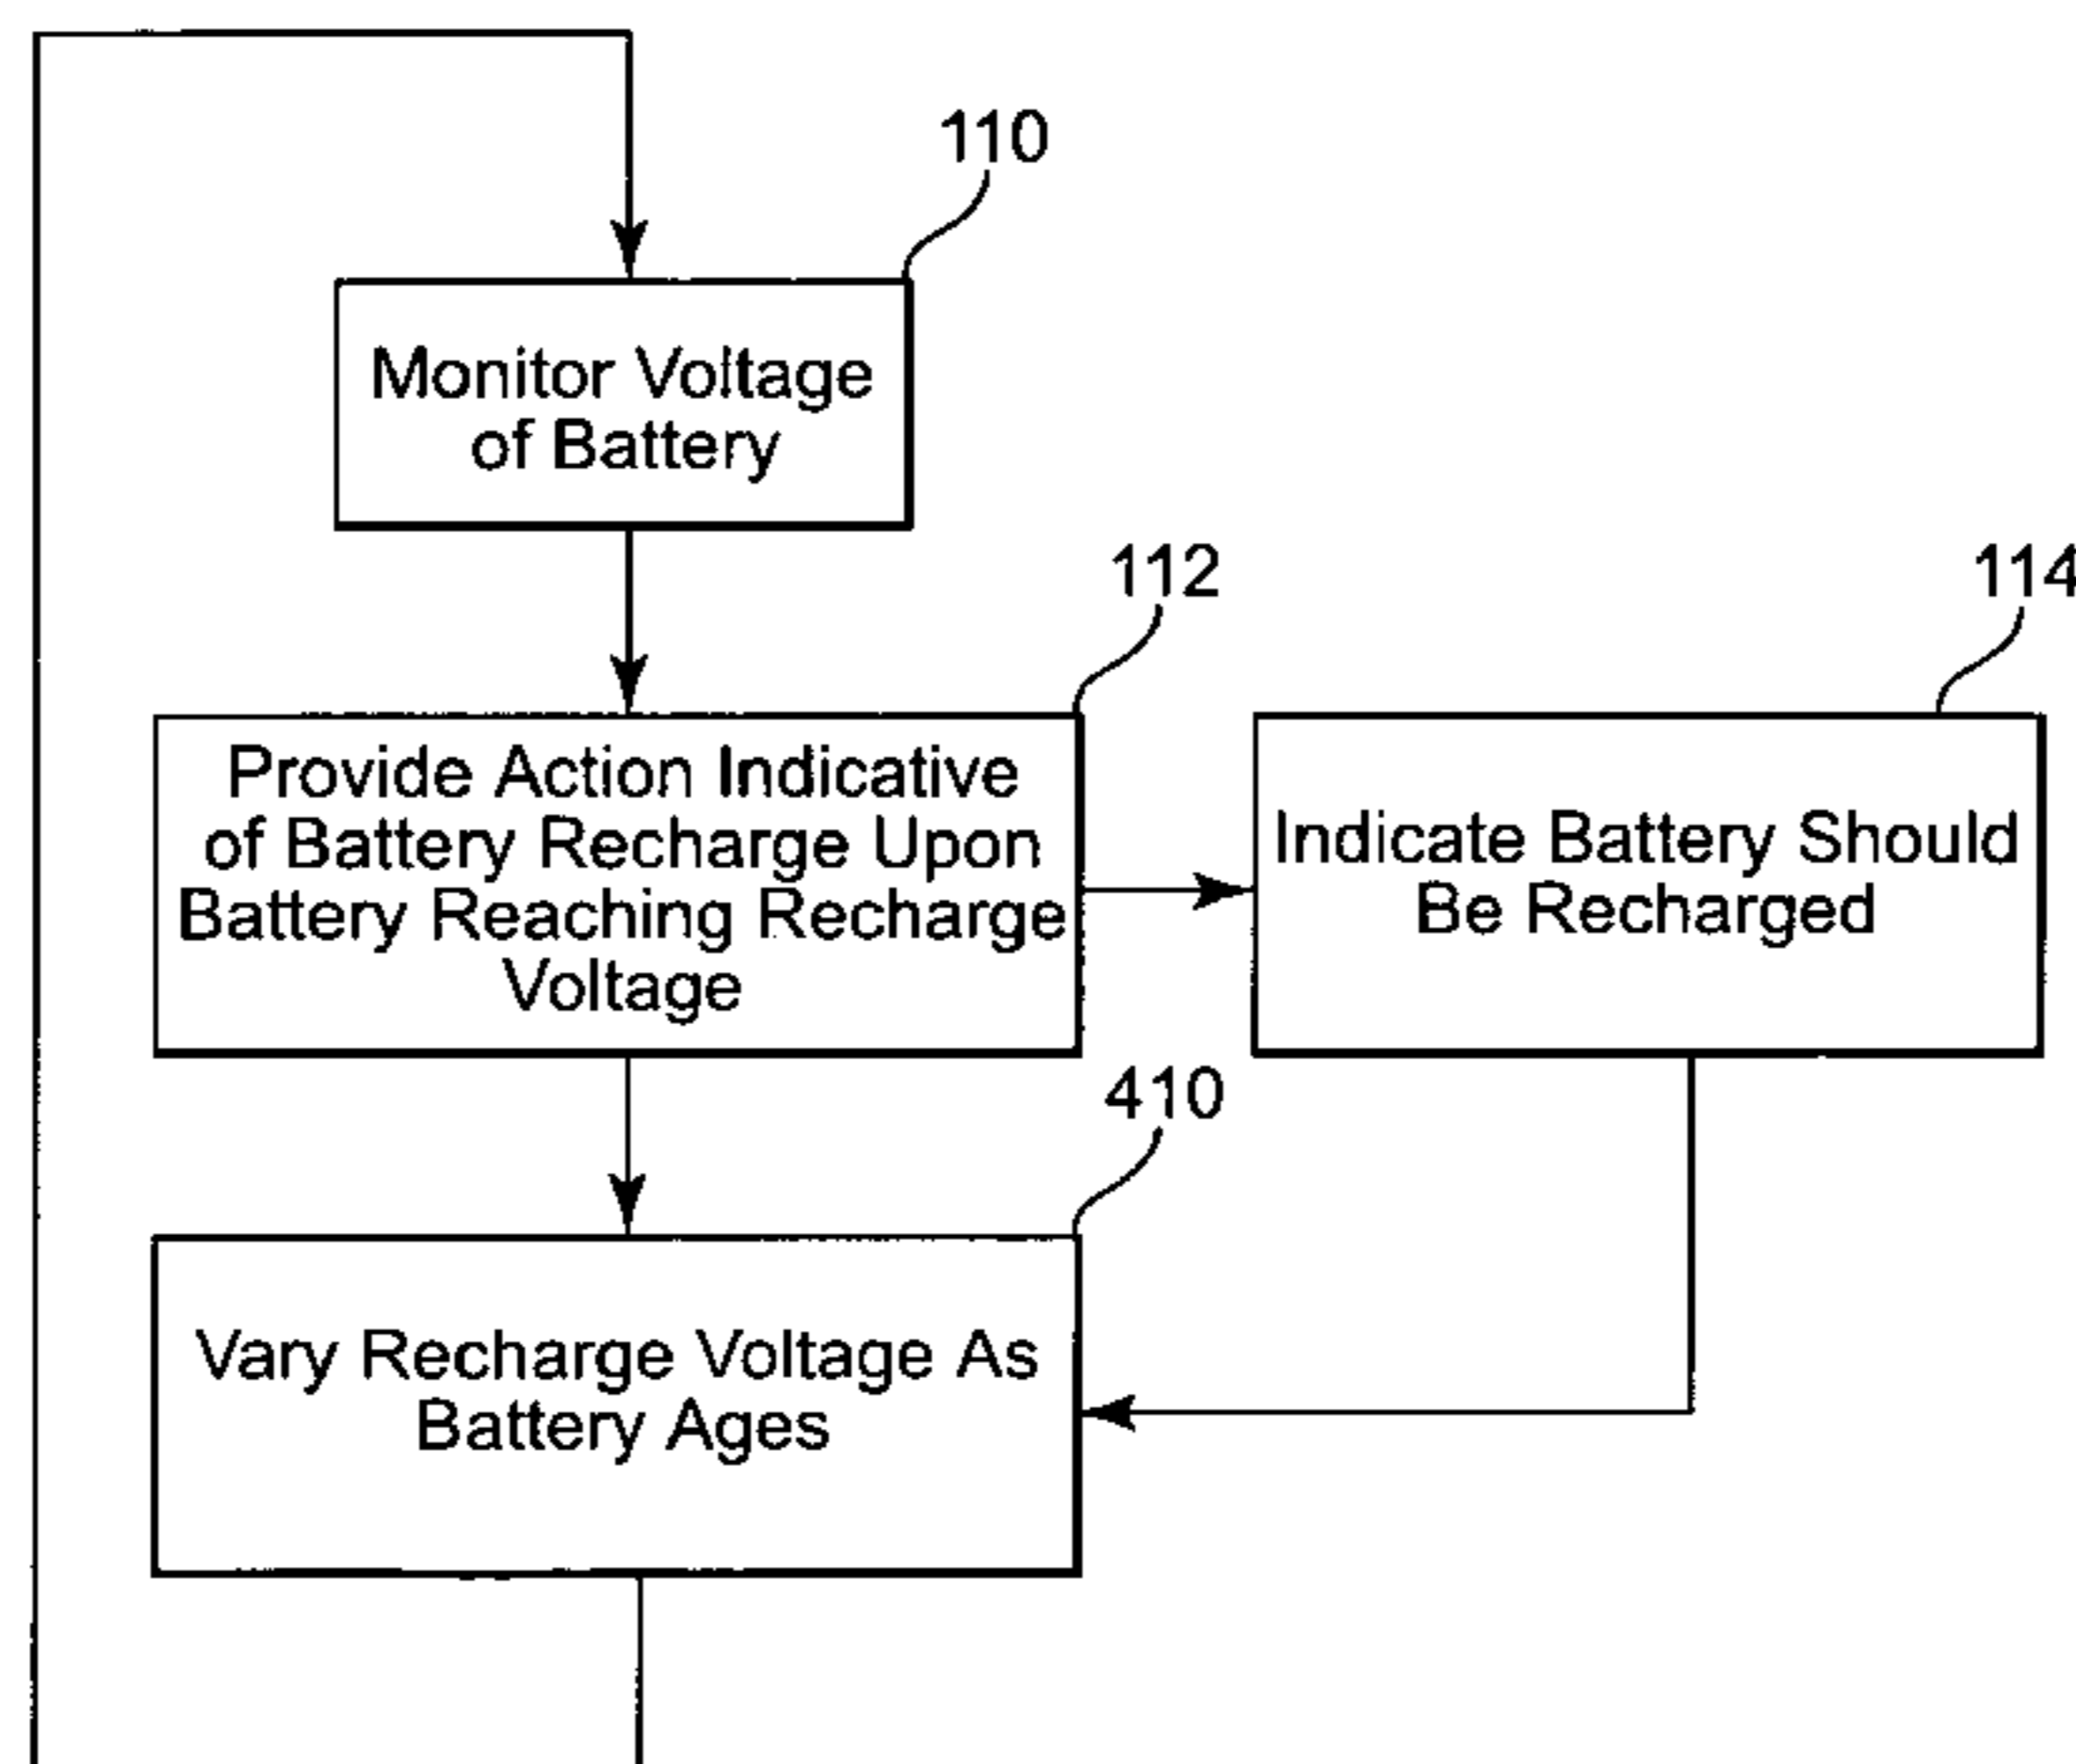 110
Monitor Voltage
of Battery
112
114
Provide Action Indicative
of Battery Recharge Upon
Battery Reaching Recharge
Voltage
Indicate Battery Should
Be Recharged
410
Vary Recharge Voltage As
Battery Ages